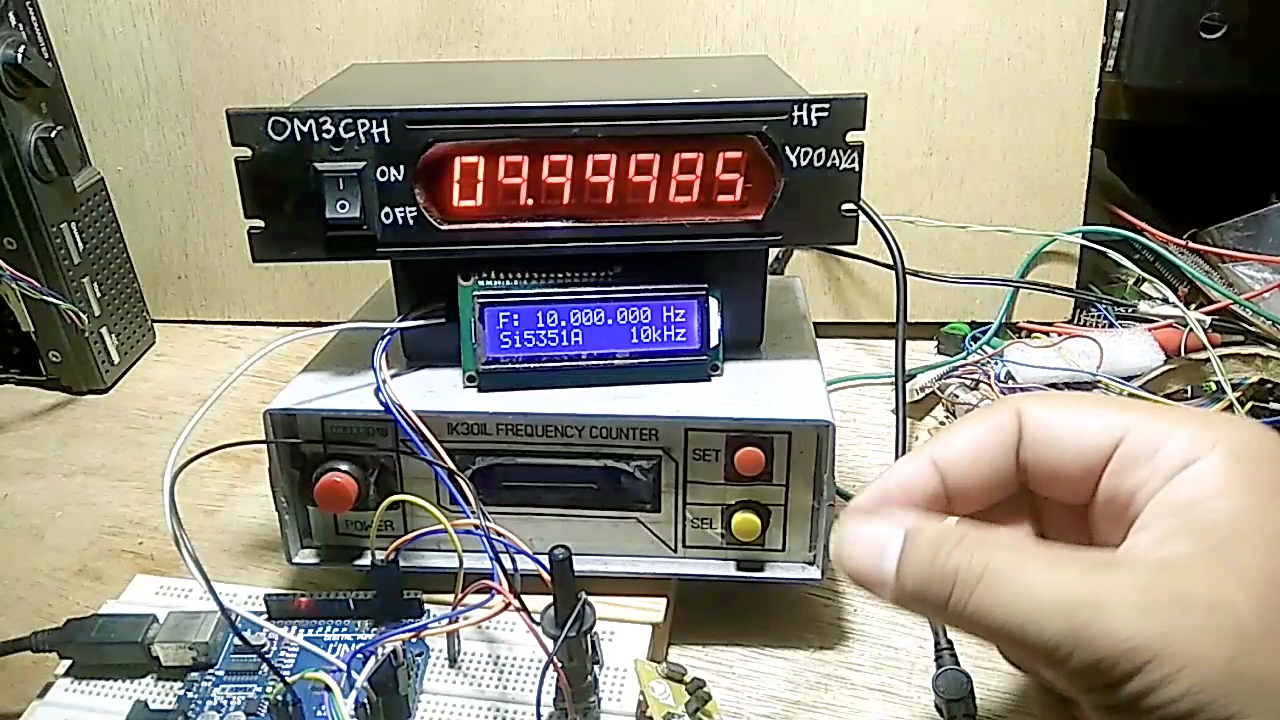 OM3CPH
HF
YD0AYA
ON
OFF
I
O
09.99985
F: 10.000.000 Hz
Si5351A 10kHz
IK3OIL FREQUENCY COUNTER
SET
SEL
POWER